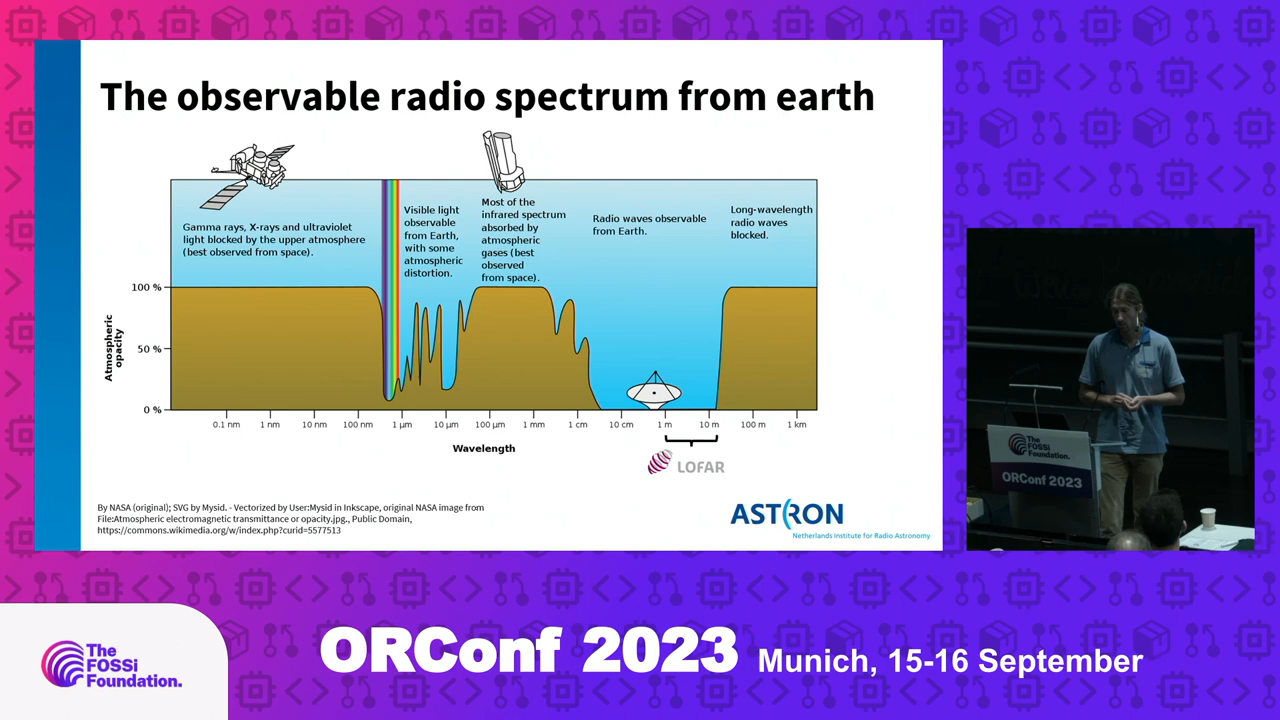 The observable radio spectrum from earth
Gamma rays, X-rays and ultraviolet
light blocked by the upper atmosphere
(best observed from space).
Visible light
observable
from Earth,
with some
atmospheric
distortion.
Most of the
infrared spectrum
absorbed by
atmospheric
gases (best
observed
from space).
Radio waves observable
from Earth.
Long-wavelength
radio waves
blocked.
Atmospheric
opacity
100 %
50 %
0 %
0.1 nm
1 nm
10 nm
100 nm
1 μm
10 μm
100 μm
1 mm
1 cm
10 cm
1 m
10 m
100 m
1 km
Wavelength
LOFAR
By NASA (original); SVG by Mysid. - Vectorized by User:Mysid in Inkscape, original NASA image from
File:Atmospheric electromagnetic transmittance or opacity.jpg., Public Domain,
https://commons.wikimedia.org/w/index.php?curid=5577513
ASTRON
Netherlands Institute for Radio Astronomy
The
FOSSi
Foundation.
ORConf 2023
The
FOSSi
Foundation.
ORConf 2023
Munich, 15-16 September